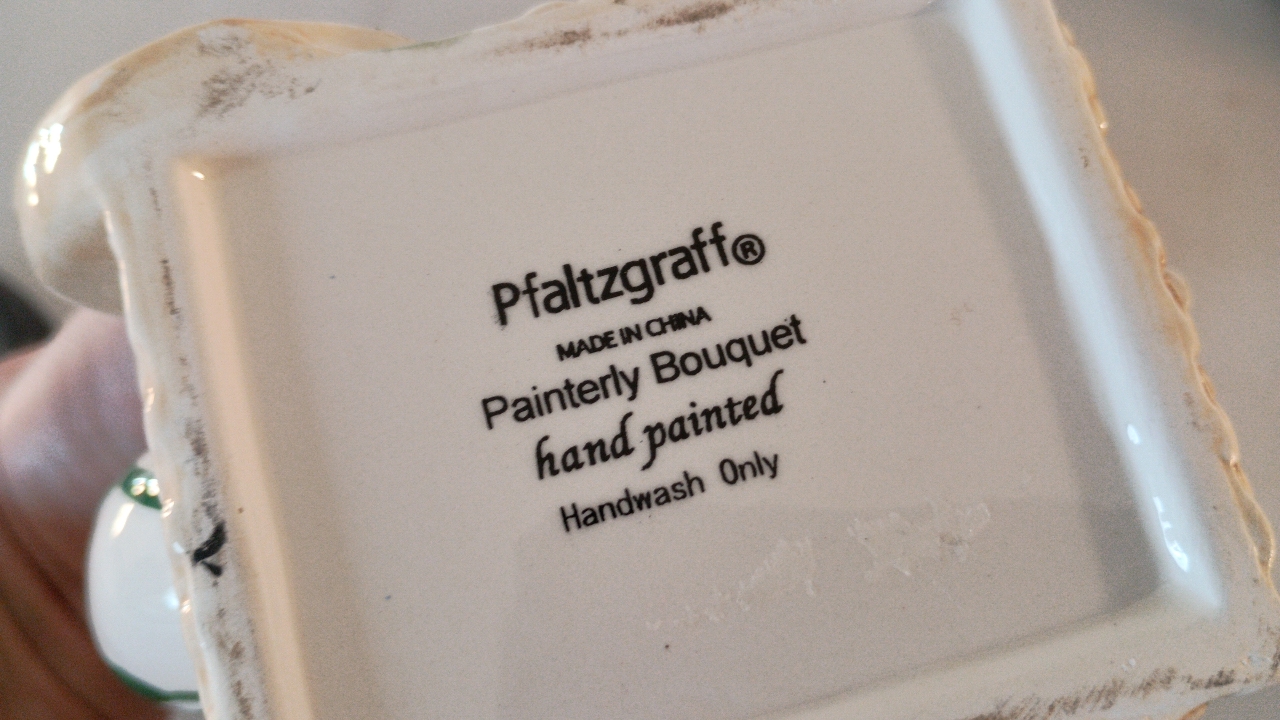 Pfaltzgraff®
MADE IN CHINA
Painterly Bouquet
hand painted
Handwash Only